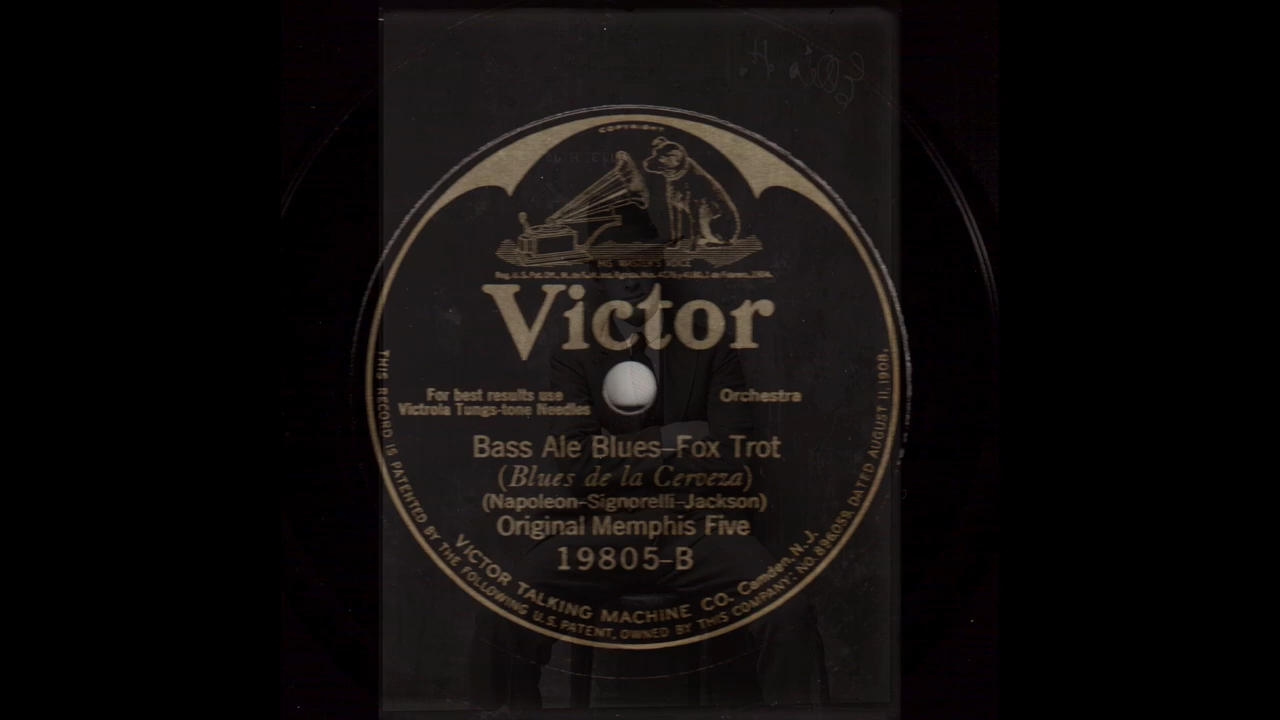 COPYRIGHT
HIS MASTER'S VOICE
Victor
For best results use
Victrola Tungs-tone Needles
Orchestra
Bass Ale Blues–Fox Trot
(Blues de la Cerveza)
(Napoleon–Signorelli–Jackson)
Original Memphis Five
19805-B
VICTOR TALKING MACHINE CO. Camden, N.J.
THIS RECORD IS PATENTED BY THE FOLLOWING U.S. PATENT, OWNED BY THIS COMPANY: NO. 896059, DATED AUGUST 11, 1908.